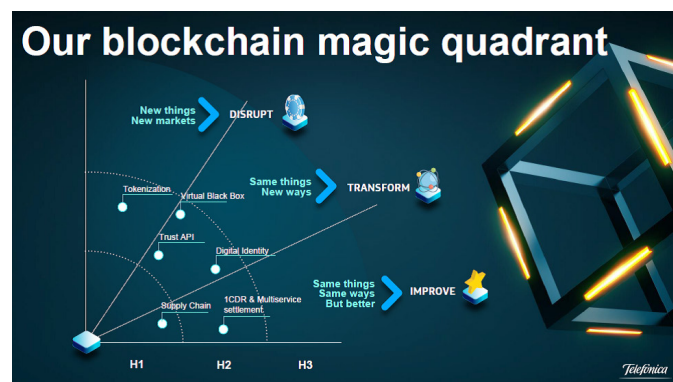 Our blockchain magic quadrant
New things
New markets
DISRUPT
Same things
New ways
TRANSFORM
Tokenization
Virtual Black Box
Trust API
Digital Identity
Same things
Same ways
But better
IMPROVE
Supply Chain
1CDR & Multiservice
settlement.
H1
H2
H3
Telefónica